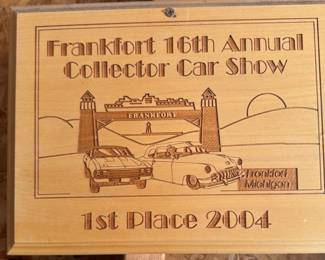 Frankfort 16th Annual
Collector Car Show
FRANKFORT
Frankfort
Michigan
1st Place 2004